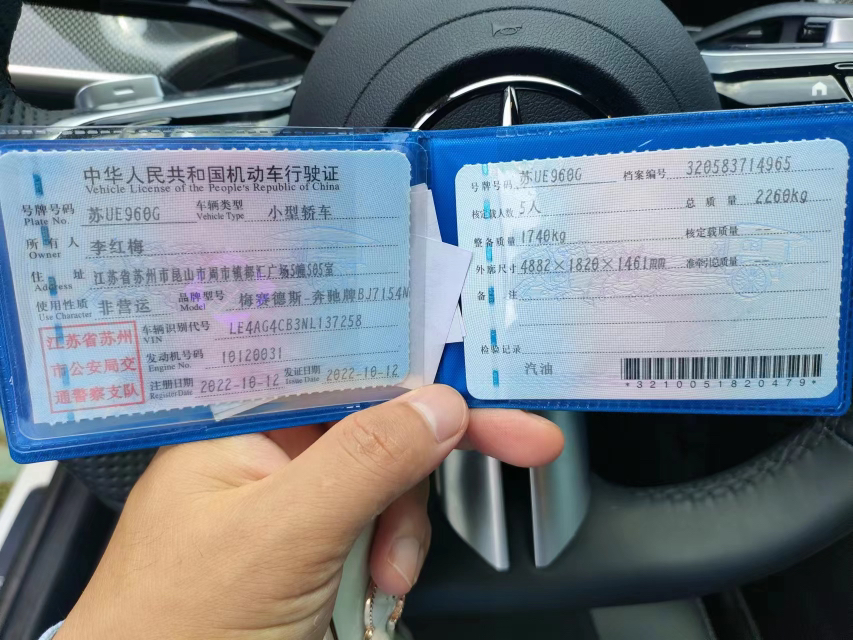 中华人民共和国机动车行驶证
Vehicle License of the People's Republic of China
号牌号码 苏UE960G 车辆类型 小型轿车
Plate No. Vehicle Type
所有人 李红梅
Owner
住址 江苏省苏州市昆山市周市镇 广场5幢505室
Address
使用性质 非营运 品牌型号 梅赛德斯-奔驰牌BJ7154N
Use Character Model
江苏省苏州
市公安局交
通警察支队
车辆识别代号 LE4AG4CB3NL137258
VIN
发动机号码 10120031
Engine No.
注册日期 2022-10-12 发证日期 2022-10-12
Register Date Issue Date
号牌号码 苏UE960G 档案编号 320583714965
核定载人数 5人 总质量 2260kg
整备质量 1740kg 核定载质量
外廓尺寸 4882×1820×1461mm 准牵引总质量
备注
检验记录
汽油
*3210051820479*